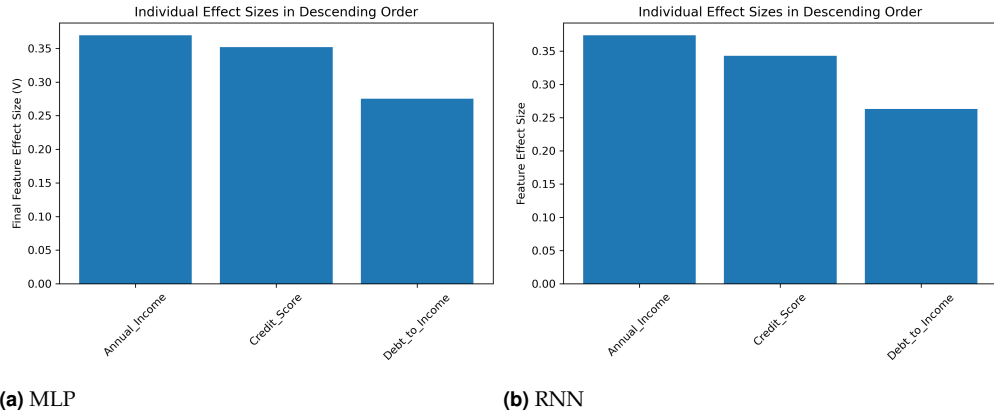 Individual Effect Sizes in Descending Order
Final Feature Effect Size (V)
0.35
0.30
0.25
0.20
0.15
0.10
0.05
0.00
Annual_Income
Credit_Score
Debt_to_Income
(a) MLP
Individual Effect Sizes in Descending Order
Feature Effect Size
0.35
0.30
0.25
0.20
0.15
0.10
0.05
0.00
Annual_Income
Credit_Score
Debt_to_Income
(b) RNN